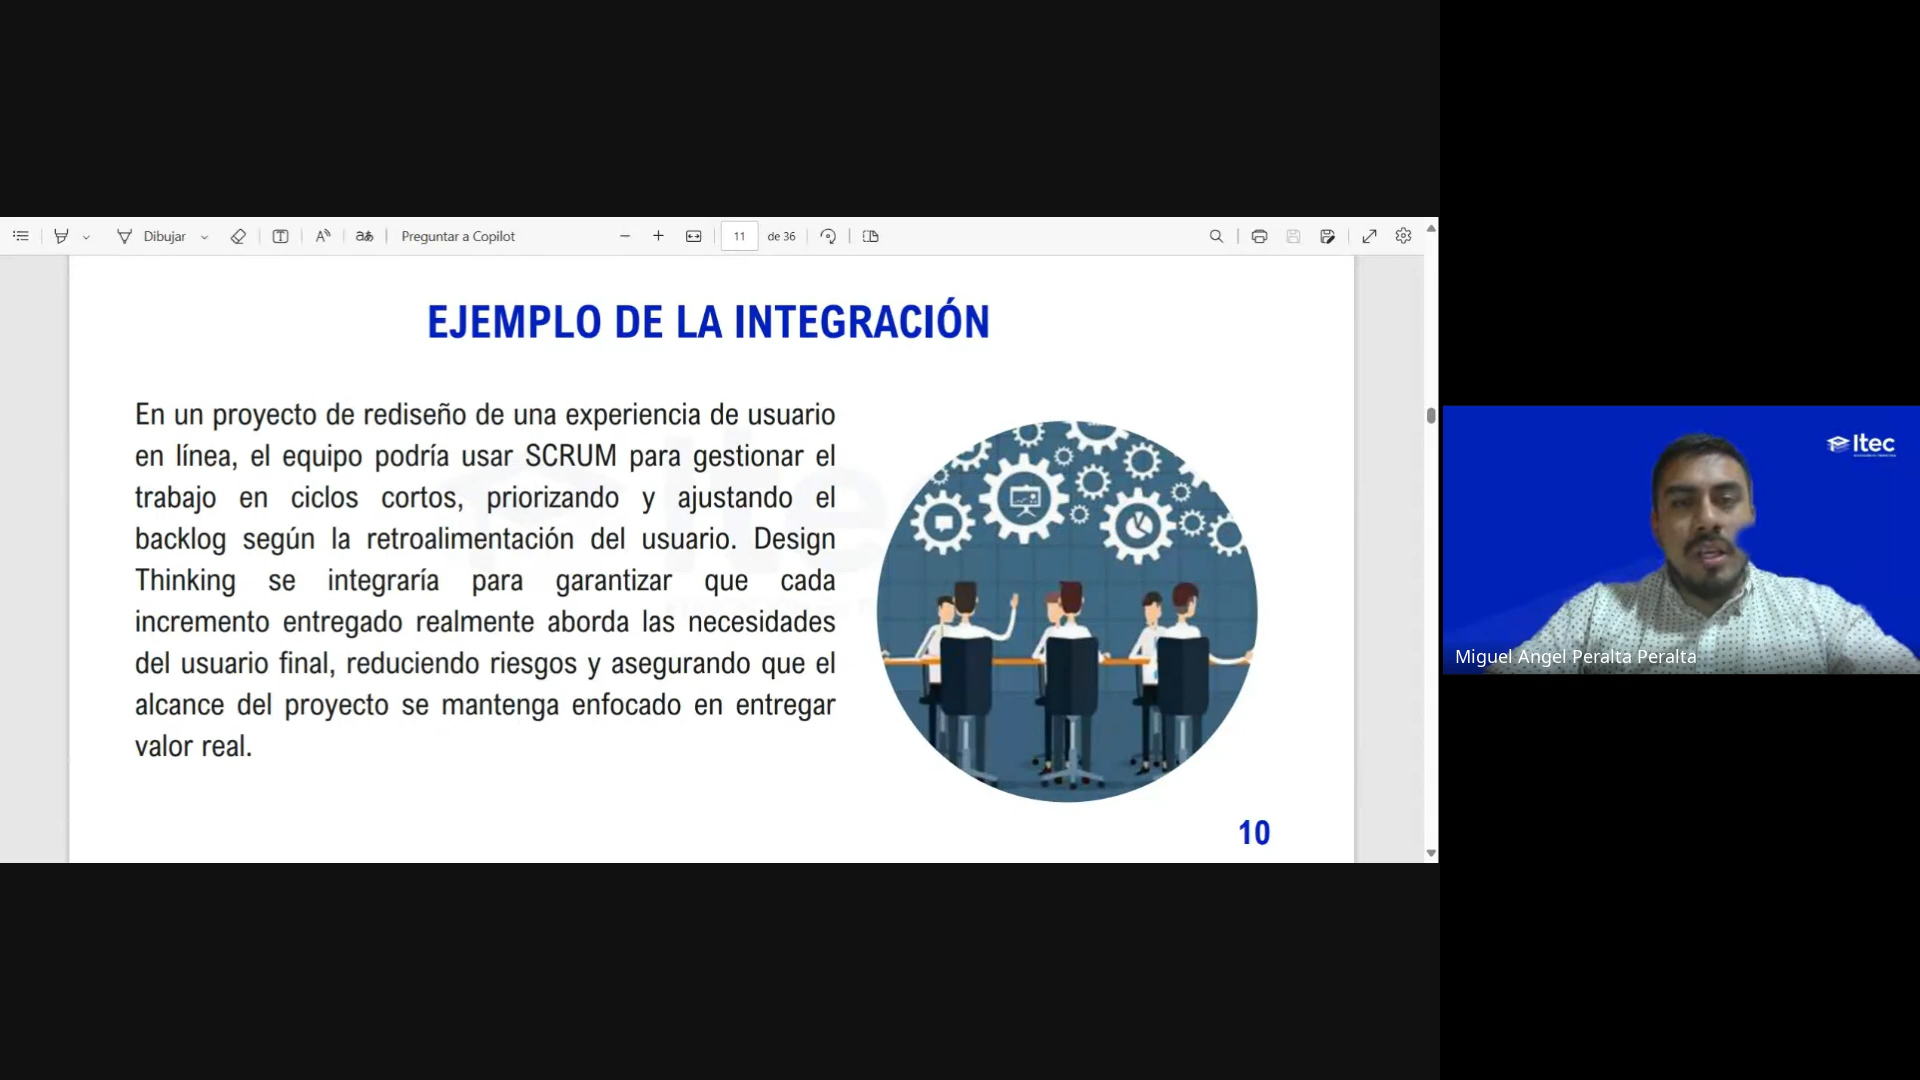 Dibujar
Preguntar a Copilot
11 de 36
EJEMPLO DE LA INTEGRACIÓN
En un proyecto de rediseño de una experiencia de usuario
en línea, el equipo podría usar SCRUM para gestionar el
trabajo en ciclos cortos, priorizando y ajustando el
backlog según la retroalimentación del usuario. Design
Thinking se integraría para garantizar que cada
incremento entregado realmente aborda las necesidades
del usuario final, reduciendo riesgos y asegurando que el
alcance del proyecto se mantenga enfocado en entregar
valor real.
10
Itec
Miguel Angel Peralta Peralta